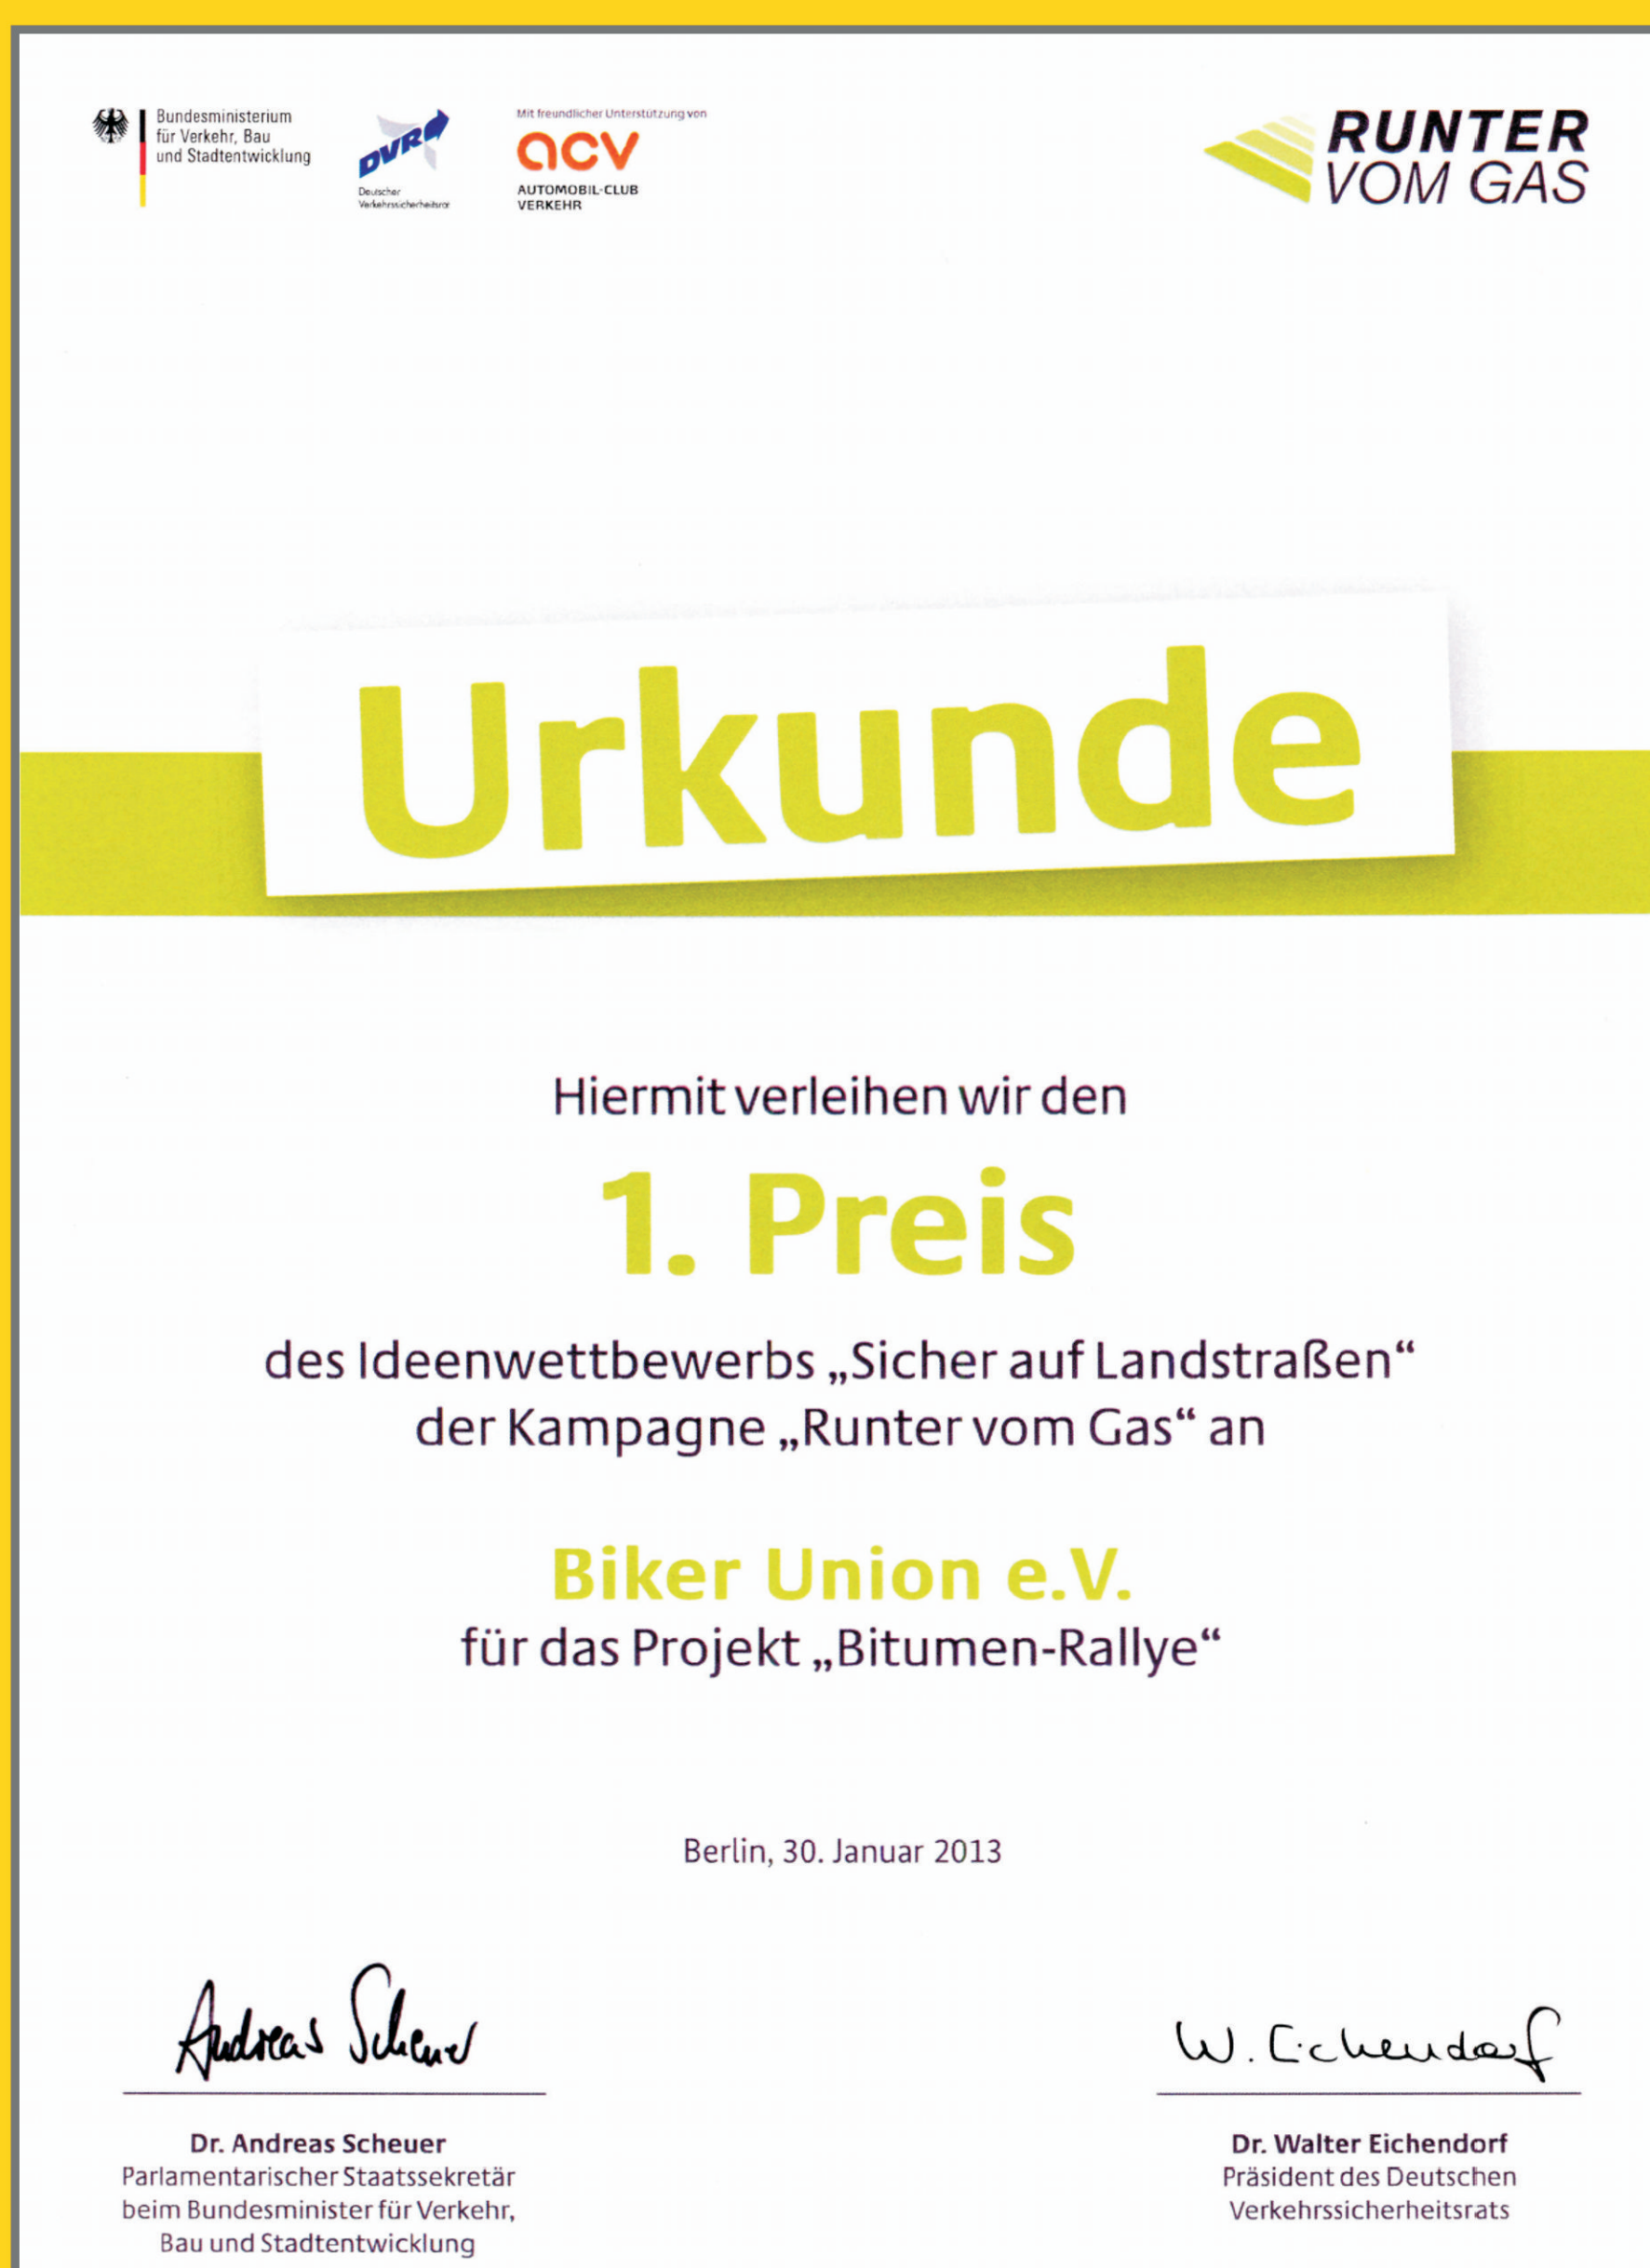 Bundesministerium
für Verkehr, Bau
und Stadtentwicklung
DVR
Deutscher
Verkehrssicherheitsrat
Mit freundlicher Unterstützung von
acv
AUTOMOBIL-CLUB
VERKEHR
RUNTER
VOM GAS
Urkunde
Hiermit verleihen wir den
1. Preis
des Ideenwettbewerbs „Sicher auf Landstraßen“
der Kampagne „Runter vom Gas“ an
Biker Union e.V.
für das Projekt „Bitumen-Rallye“
Berlin, 30. Januar 2013
Andreas Scheuer
W. Eichendorf
Dr. Andreas Scheuer
Parlamentarischer Staatssekretär
beim Bundesminister für Verkehr,
Bau und Stadtentwicklung
Dr. Walter Eichendorf
Präsident des Deutschen
Verkehrssicherheitsrats